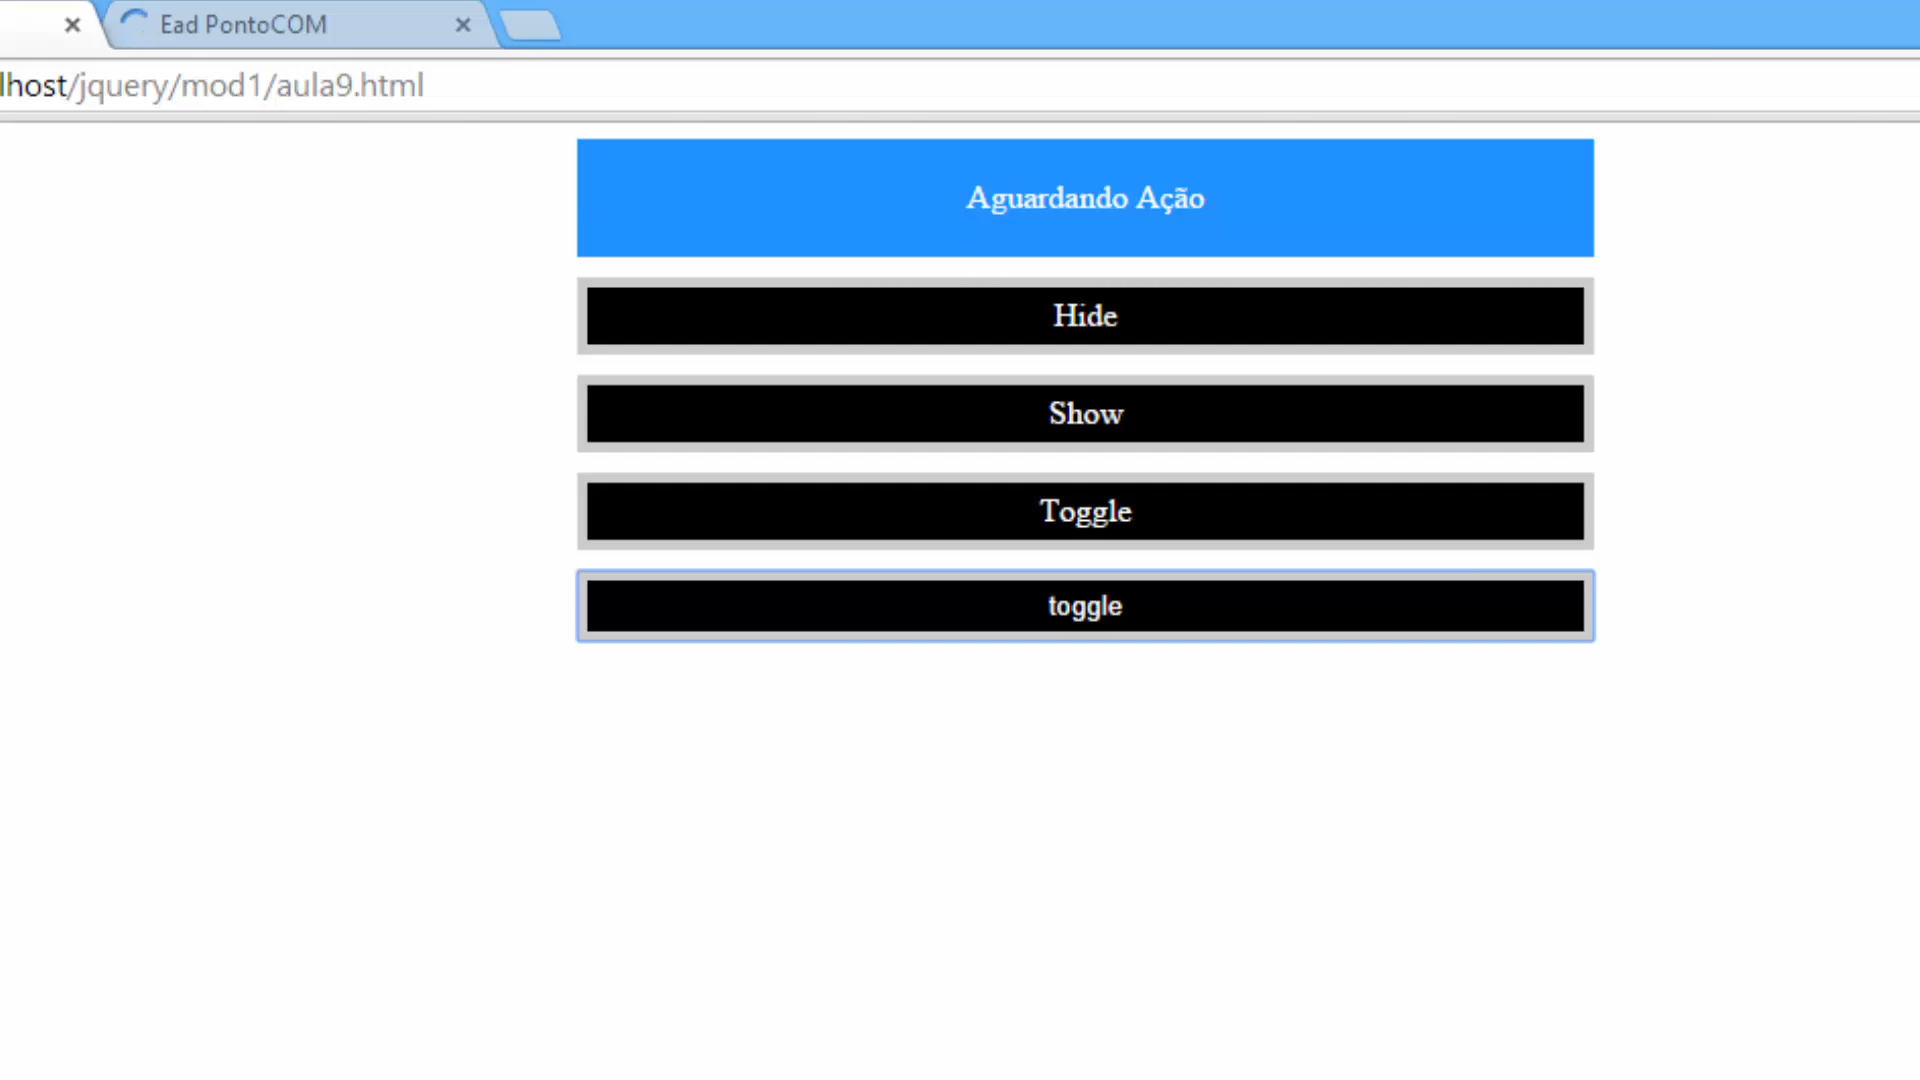 Ead PontoCOM
lhost/jquery/mod1/aula9.html
Aguardando Ação
Hide
Show
Toggle
toggle